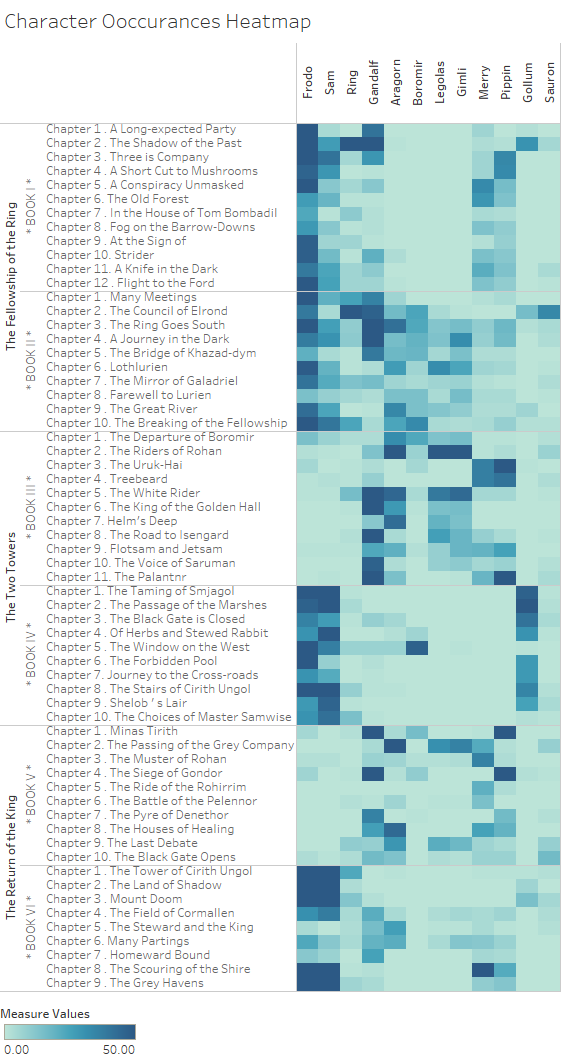 Character Ooccurances Heatmap
Frodo
Sam
Ring
Gandalf
Aragorn
Boromir
Legolas
Gimli
Merry
Pippin
Gollum
Sauron
The Fellowship of the Ring
* BOOK I *
Chapter 1 . A Long-expected Party
Chapter 2 . The Shadow of the Past
Chapter 3 . Three is Company
Chapter 4 . A Short Cut to Mushrooms
Chapter 5 . A Conspiracy Unmasked
Chapter 6. The Old Forest
Chapter 7 . In the House of Tom Bombadil
Chapter 8 . Fog on the Barrow-Downs
Chapter 9 . At the Sign of
Chapter 10. Strider
Chapter 11. A Knife in the Dark
Chapter 12 . Flight to the Ford
* BOOK II *
Chapter 1 . Many Meetings
Chapter 2 . The Council of Elrond
Chapter 3 . The Ring Goes South
Chapter 4 . A Journey in the Dark
Chapter 5 . The Bridge of Khazad-dym
Chapter 6 . Lothlurien
Chapter 7 . The Mirror of Galadriel
Chapter 8 . Farewell to Lurien
Chapter 9 . The Great River
Chapter 10. The Breaking of the Fellowship
The Two Towers
* BOOK III *
Chapter 1 . The Departure of Boromir
Chapter 2 . The Riders of Rohan
Chapter 3 . The Uruk-Hai
Chapter 4 . Treebeard
Chapter 5 . The White Rider
Chapter 6 . The King of the Golden Hall
Chapter 7. Helm's Deep
Chapter 8 . The Road to Isengard
Chapter 9 . Flotsam and Jetsam
Chapter 10. The Voice of Saruman
Chapter 11. The Palantnr
* BOOK IV *
Chapter 1. The Taming of Smjagol
Chapter 2 . The Passage of the Marshes
Chapter 3 . The Black Gate is Closed
Chapter 4 . Of Herbs and Stewed Rabbit
Chapter 5 . The Window on the West
Chapter 6 . The Forbidden Pool
Chapter 7. Journey to the Cross-roads
Chapter 8 . The Stairs of Cirith Ungol
Chapter 9 . Shelob ' s Lair
Chapter 10. The Choices of Master Samwise
The Return of the King
* BOOK V *
Chapter 1 . Minas Tirith
Chapter 2. The Passing of the Grey Company
Chapter 3. The Muster of Rohan
Chapter 4 . The Siege of Gondor
Chapter 5 . The Ride of the Rohirrim
Chapter 6 . The Battle of the Pelennor
Chapter 7 . The Pyre of Denethor
Chapter 8 . The Houses of Healing
Chapter 9. The Last Debate
Chapter 10. The Black Gate Opens
* BOOK VI *
Chapter 1 . The Tower of Cirith Ungol
Chapter 2 . The Land of Shadow
Chapter 3 . Mount Doom
Chapter 4 . The Field of Cormallen
Chapter 5 . The Steward and the King
Chapter 6. Many Partings
Chapter 7 . Homeward Bound
Chapter 8 . The Scouring of the Shire
Chapter 9 . The Grey Havens
Measure Values
0.00 50.00